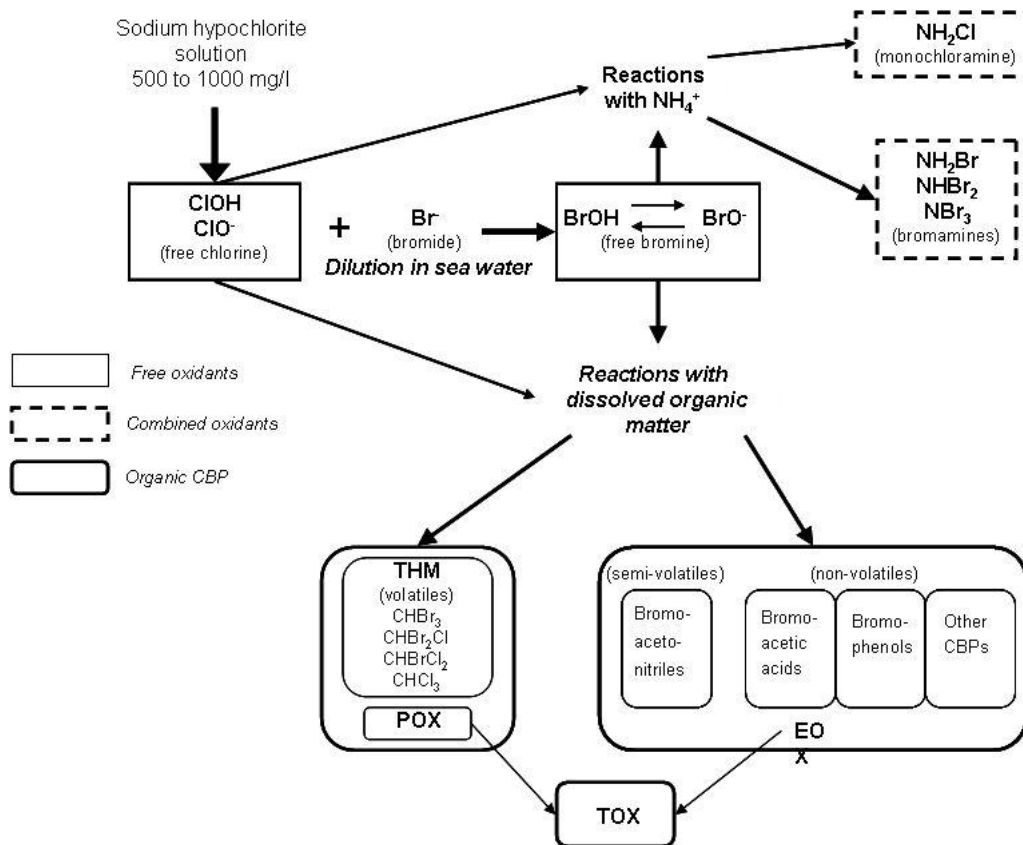 Sodium hypochlorite
solution
500 to 1000 mg/l
NH₂Cl
(monochloramine)
Reactions
with NH₄⁺
NH₂Br
NHBr₂
NBr₃
(bromamines)
ClOH
ClO⁻
(free chlorine)
+
Br⁻
(bromide)
Dilution in sea water
BrOH BrO⁻
(free bromine)
Free oxidants
Combined oxidants
Organic CBP
Reactions with
dissolved organic
matter
THM
(volatiles)
CHBr₃
CHBr₂Cl
CHBrCl₂
CHCl₃
POX
(semi-volatiles) (non-volatiles)
Bromo-
aceto-
nitriles
Bromo-
acetic
acids
Bromo-
phenols
Other
CBPs
EO
X
TOX